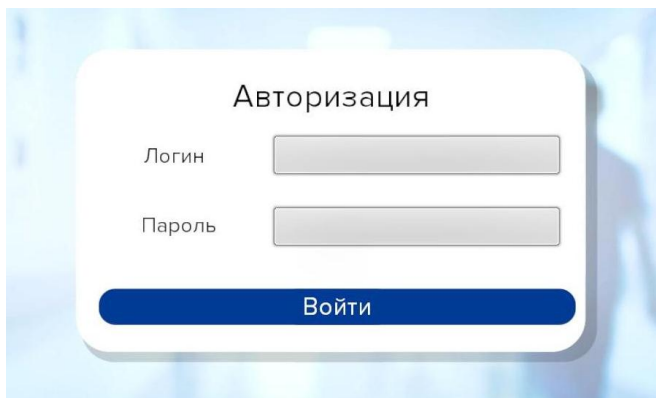 Авторизация
Логин
Пароль
Войти